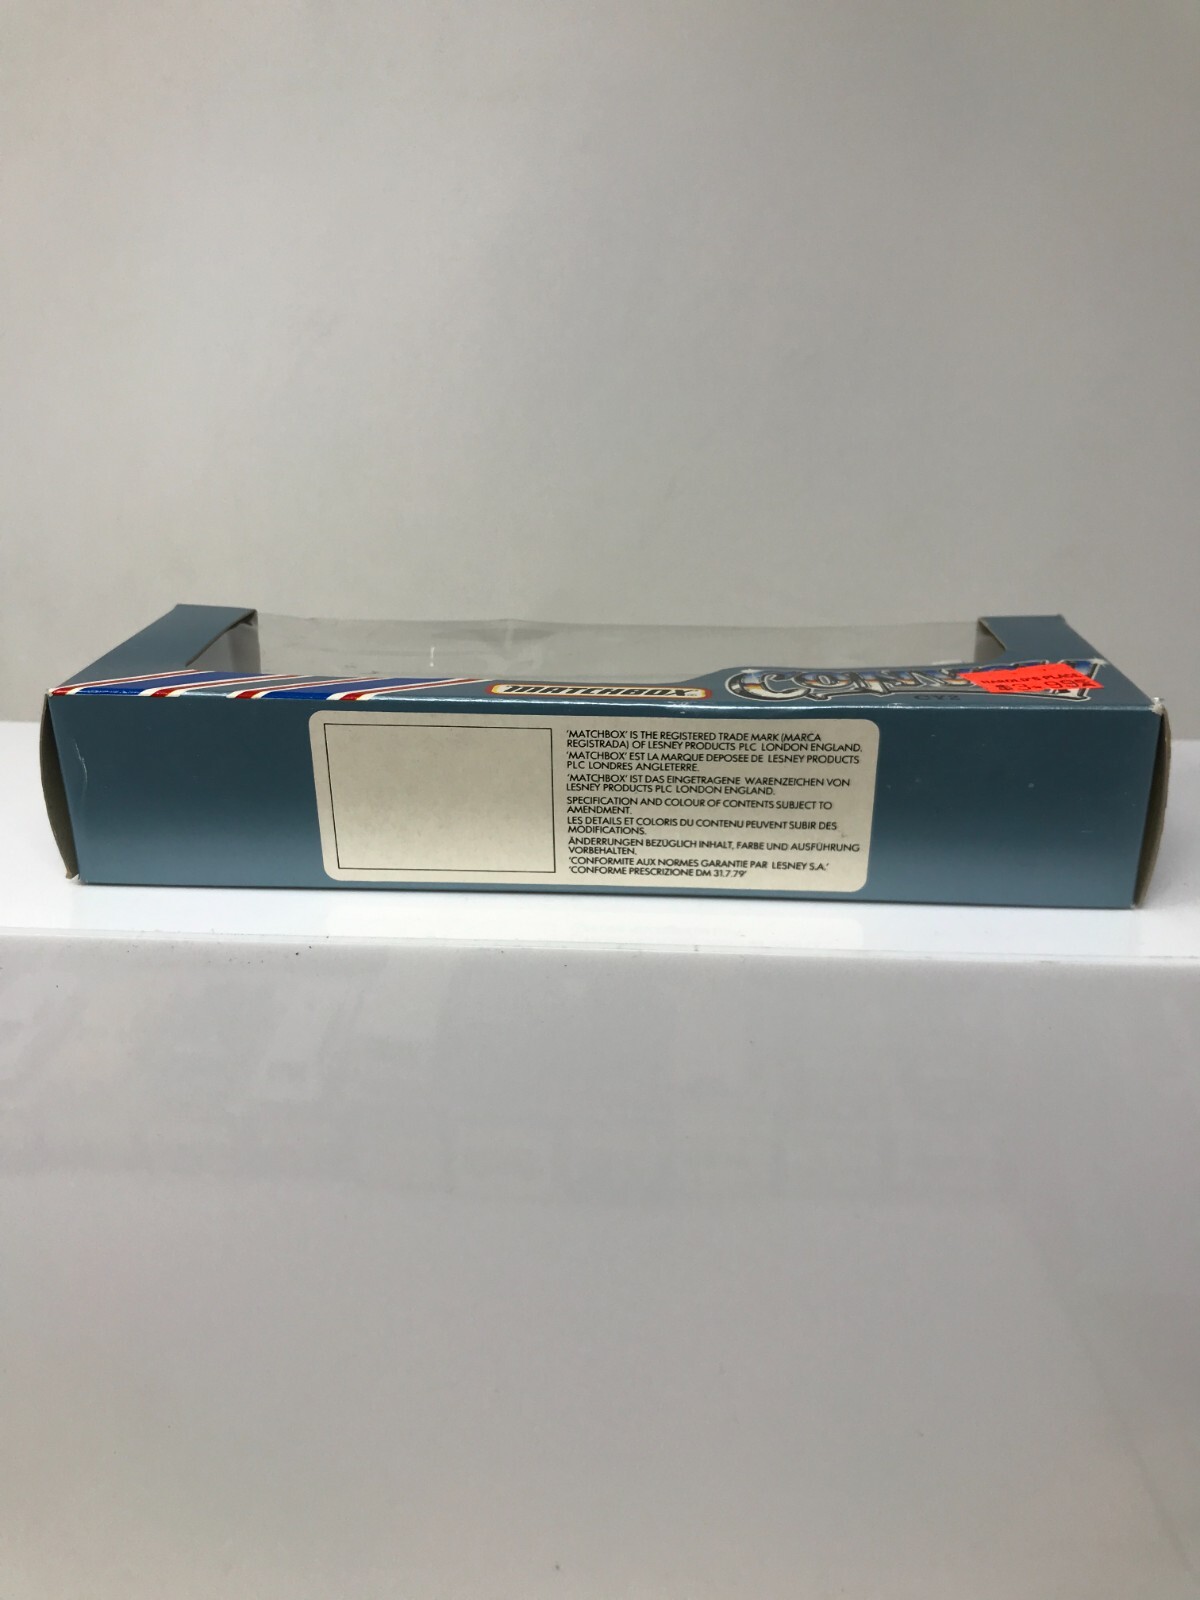 MATCHBOX
HAROLD'S PLACE
'MATCHBOX' IS THE REGISTERED TRADE MARK (MARCA
REGISTRADA) OF LESNEY PRODUCTS PLC LONDON ENGLAND.
'MATCHBOX' EST LA MARQUE DEPOSEE DE LESNEY PRODUCTS
PLC LONDRES ANGLETERRE.
'MATCHBOX' IST DAS EINGETRAGENE WARENZEICHEN VON
LESNEY PRODUCTS PLC LONDON ENGLAND.
SPECIFICATION AND COLOUR OF CONTENTS SUBJECT TO
AMENDMENT.
LES DETAILS ET COLORIS DU CONTENU PEUVENT SUBIR DES
MODIFICATIONS.
ÄNDERRUNGEN BEZÜGLICH INHALT, FARBE UND AUSFÜHRUNG
VORBEHALTEN.
'CONFORMITE AUX NORMES GARANTIE PAR LESNEY S.A.'
'CONFORME PRESCRIZIONE DM 31.7.79'